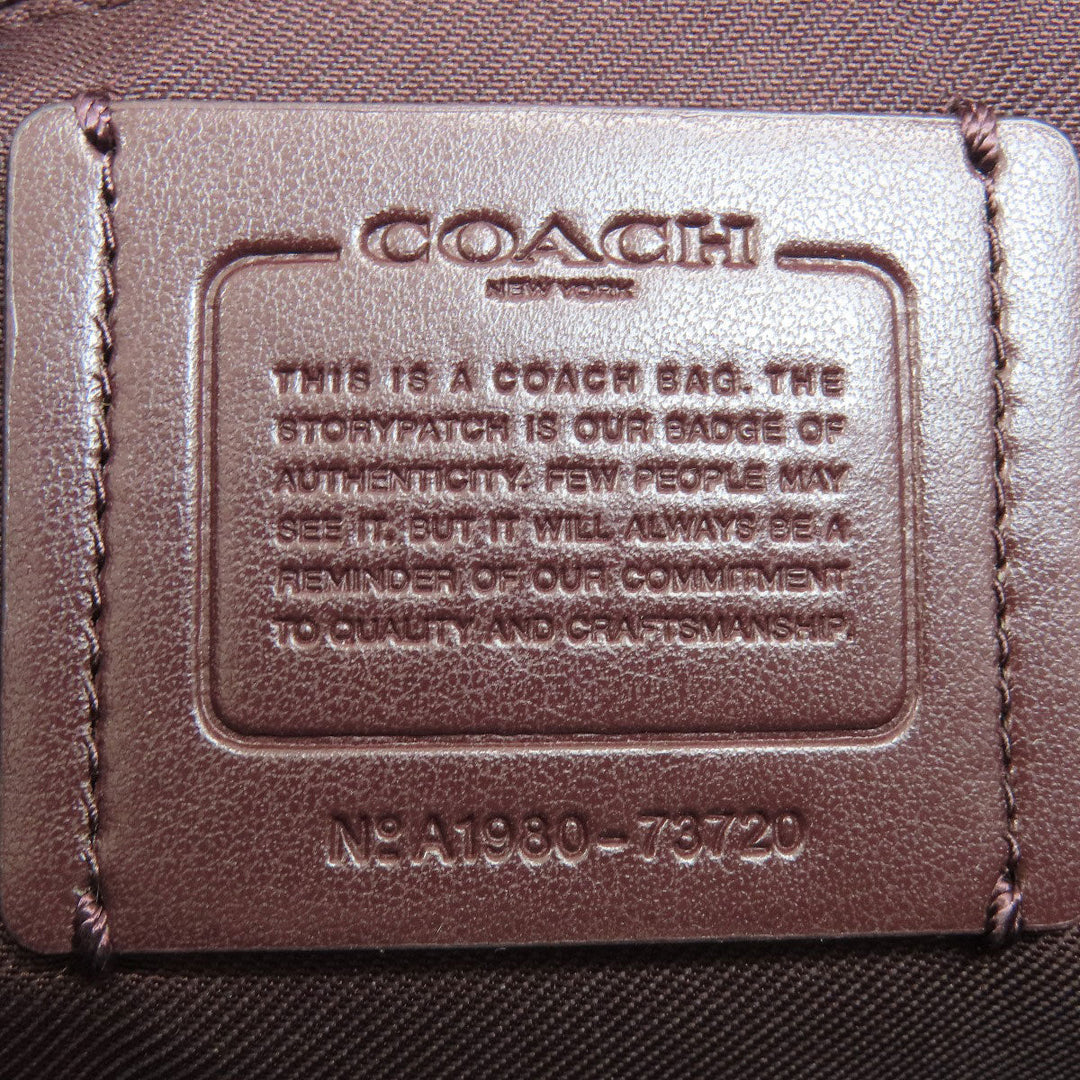 COACH
NEW YORK
THIS IS A COACH BAG. THE
STORYPATCH IS OUR BADGE OF
AUTHENTICITY. FEW PEOPLE MAY
SEE IT. BUT IT WILL ALWAYS BE A
REMINDER OF OUR COMMITMENT
TO QUALITY AND CRAFTSMANSHIP.
Nº A1980-73720